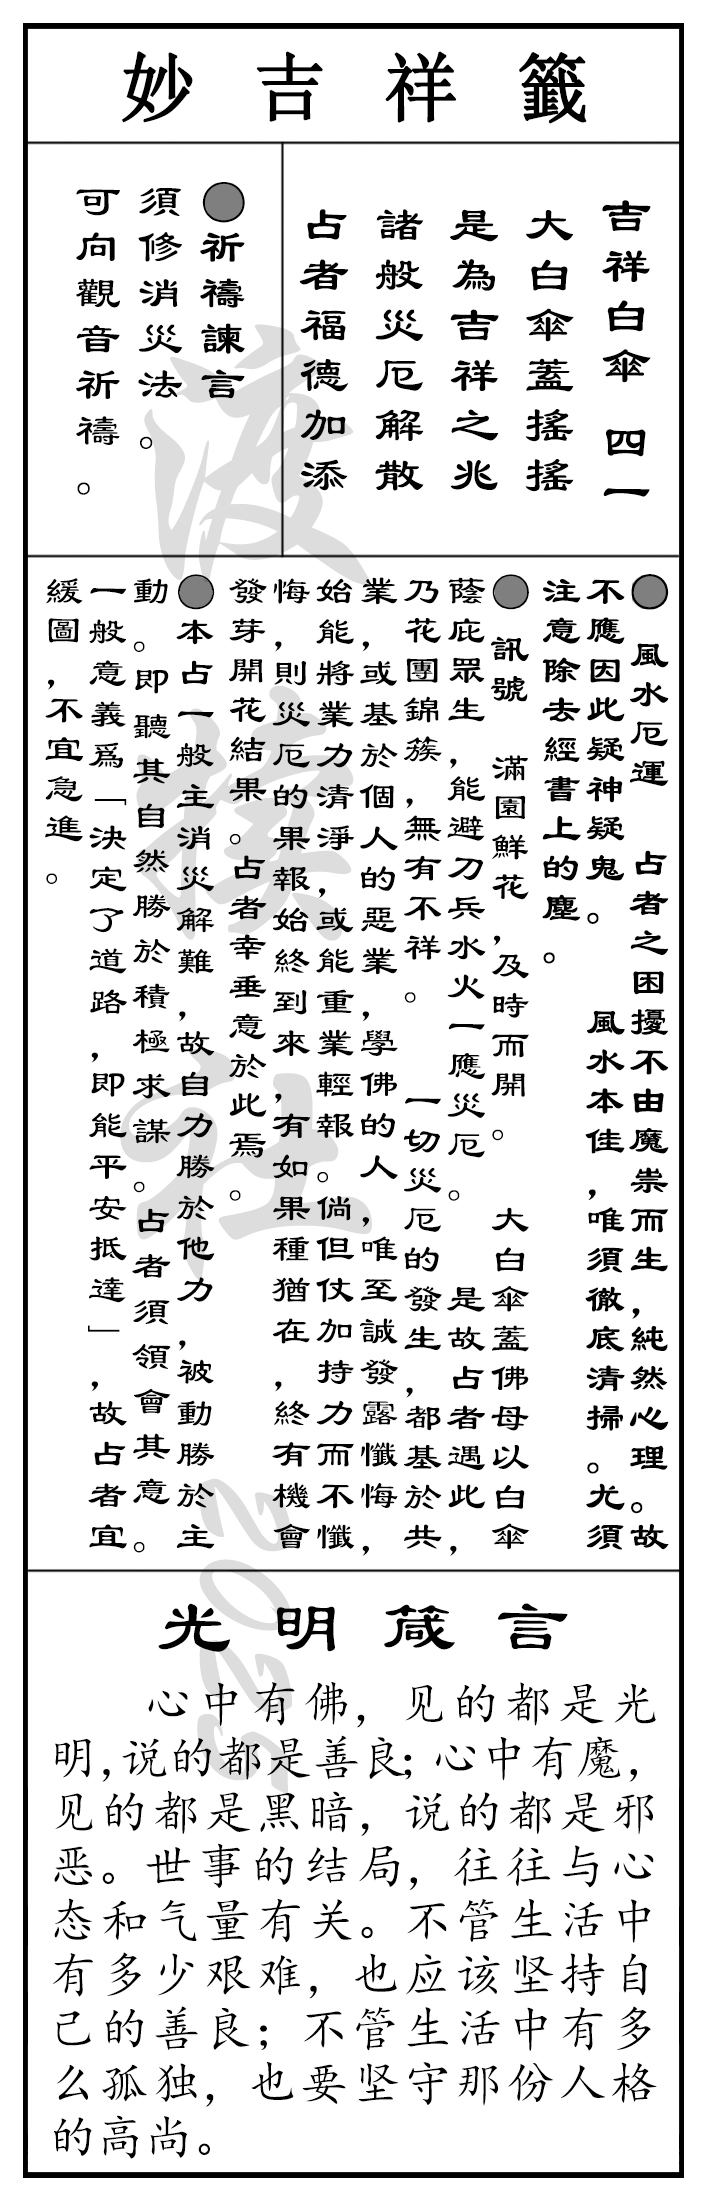 妙吉祥籤
吉祥白傘 四一
大白傘蓋搖搖
是為吉祥之兆
諸般災厄解散
占者福德加添
●祈禱諫言
須修消災法。
可向觀音祈禱。
● 風水厄運 占者之困擾不由魔祟而生,純然心理。故
不應因此疑神疑鬼。 風水本佳,唯須徹底清掃。尤須
注意除去經書上的塵。
● 訊號 滿園鮮花,及時而開。 大白傘蓋佛母以白傘
蔭庇眾生,能避刀兵水火一應災厄。 是故占者遇此,
乃花團錦蔟,無有不祥。 一切災厄的發生,都基於共
業,或基於個人的惡業,學佛的人,唯至誠發露懺悔,
始能將業力清淨,或能重業輕報。倘但仗加持力而不懺
悔,則災厄的果報始終到來,有如果種猶在,終有機會
發芽開花結果。占者幸垂意於此焉。
●本占一般主消災解難,故自力勝於他力,被動勝於主
動。即聽其自然勝於積極求謀。占者須領會其意。
一般意義爲「決定了道路,即能平安抵達」,故占者宜
緩圖,不宜急進。
光明箴言
心中有佛，见的都是光
明,说的都是善良;心中有魔，
见的都是黑暗，说的都是邪
恶。世事的结局，往往与心
态和气量有关。不管生活中
有多少艰难，也应该坚持自
己的善良；不管生活中有多
么孤独，也要坚守那份人格
的高尚。
2025